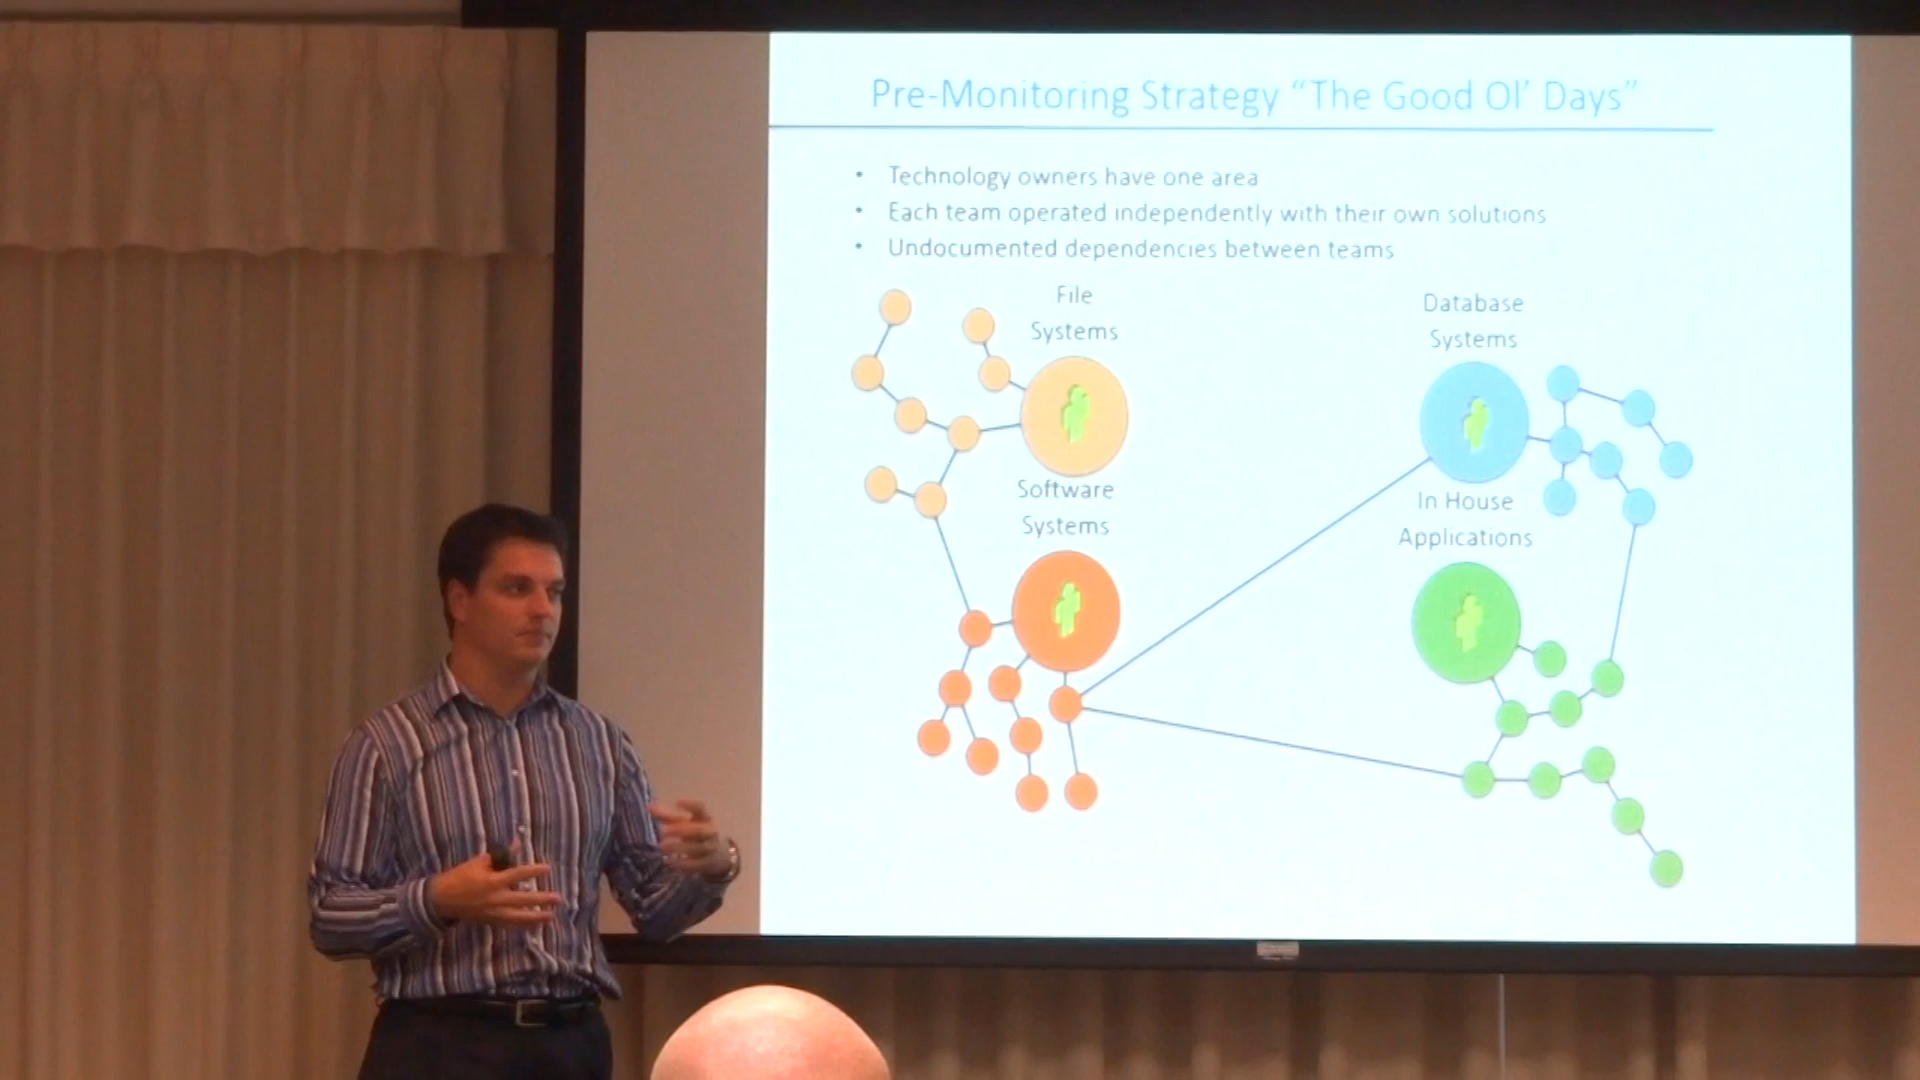 Pre-Monitoring Strategy “The Good Ol’ Days”
• Technology owners have one area
• Each team operated independently with their own solutions
• Undocumented dependencies between teams
File
Systems
Database
Systems
Software
Systems
In House
Applications